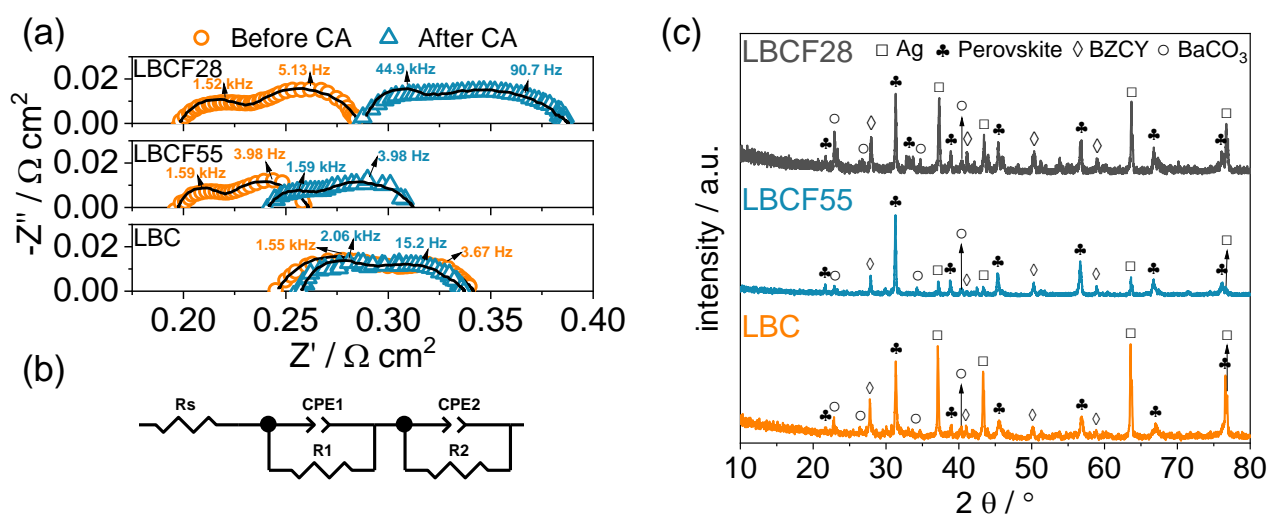 (a)
Before CA
After CA
-Z'' / Ω cm²
0.02
0.00
LBCF28
1.52 kHz
5.13 Hz
44.9 kHz
90.7 Hz
0.02
0.00
LBCF55
1.59 kHz
3.98 Hz
1.59 kHz
3.98 Hz
0.02
0.00
LBC
1.55 kHz
2.06 kHz
15.2 Hz
3.67 Hz
0.20 0.25 0.30 0.35 0.40
Z' / Ω cm²
(b)
Rs
CPE1
R1
CPE2
R2
(c)
intensity / a.u.
LBCF28
Ag
Perovskite
BZCY
BaCO₃
LBCF55
LBC
10 20 30 40 50 60 70 80
2 θ / °